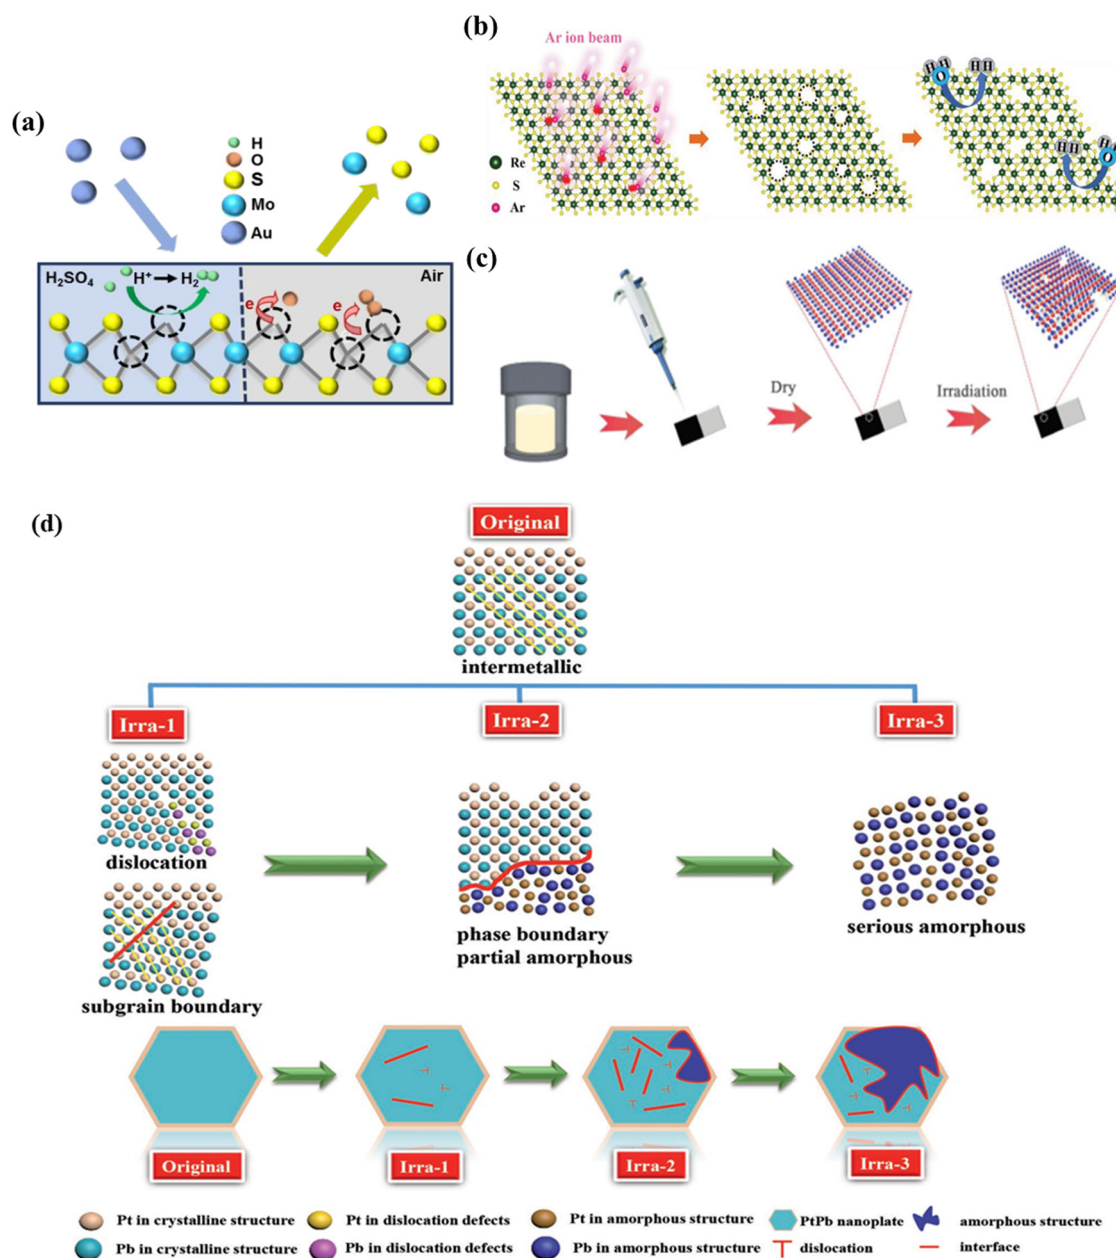 (a)
H
O
S
Mo
Au
H₂SO₄
H⁺→H₂
Air
e
e
(b)
Ar ion beam
Re
S
Ar
H H
O
H H
H H
H
O
(c)
Dry
Irradiation
(d)
Original
intermetallic
Irra-1
Irra-2
Irra-3
dislocation
subgrain boundary
phase boundary
partial amorphous
serious amorphous
Original
Irra-1
Irra-2
Irra-3
Pt in crystalline structure
Pt in dislocation defects
Pt in amorphous structure
PtPb nanoplate
amorphous structure
Pb in crystalline structure
Pb in dislocation defects
Pb in amorphous structure
dislocation
interface